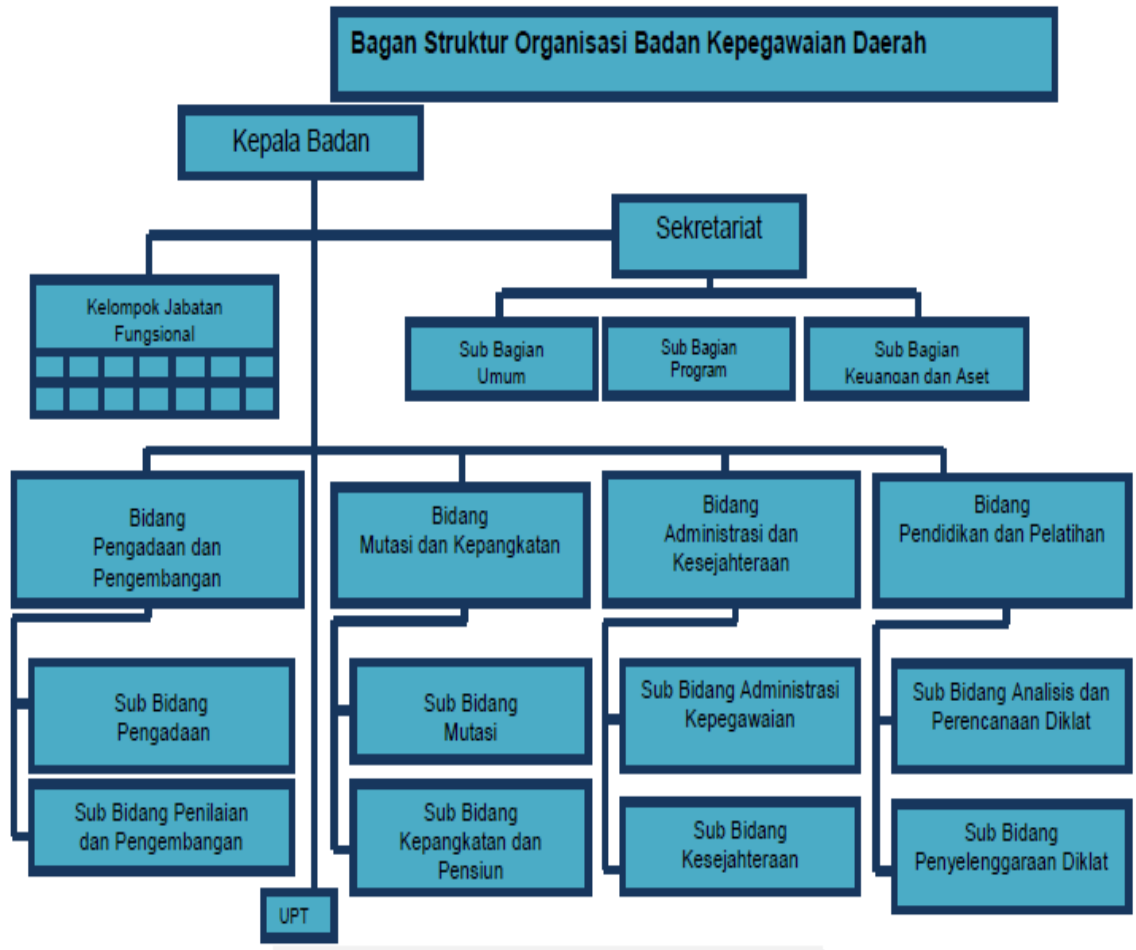 Bagan Struktur Organisasi Badan Kepegawaian Daerah
Kepala Badan
Sekretariat
Kelompok Jabatan
Fungsional
Sub Bagian
Umum
Sub Bagian
Program
Sub Bagian
Keuangan dan Aset
Bidang
Pengadaan dan
Pengembangan
Bidang
Mutasi dan Kepangkatan
Bidang
Administrasi dan
Kesejahteraan
Bidang
Pendidikan dan Pelatihan
Sub Bidang
Pengadaan
Sub Bidang
Mutasi
Sub Bidang Administrasi
Kepegawaian
Sub Bidang Analisis dan
Perencanaan Diklat
Sub Bidang Penilaian
dan Pengembangan
Sub Bidang
Kepangkatan dan
Pensiun
Sub Bidang
Kesejahteraan
Sub Bidang
Penyelenggaraan Diklat
UPT